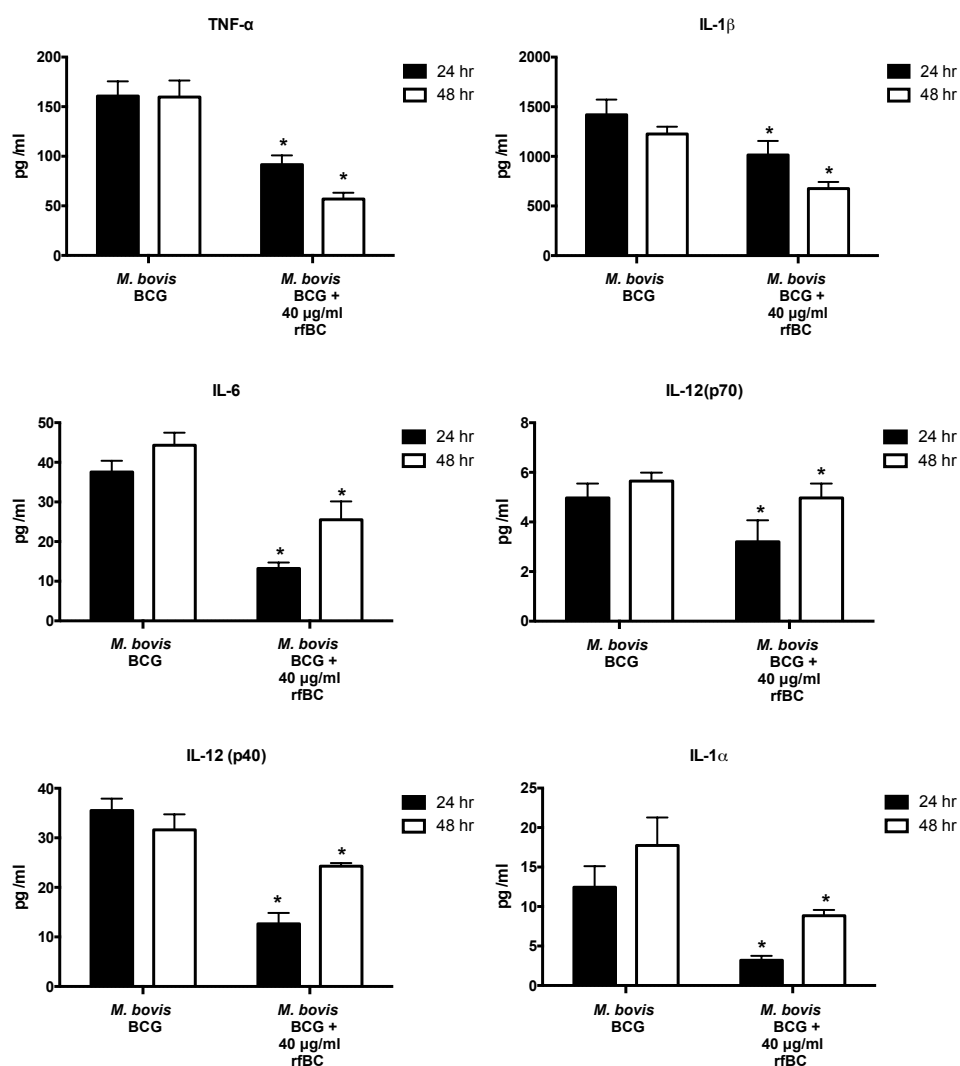 TNF-α
200
150
100
50
0
pg /ml
24 hr
48 hr
*
*
M. bovis
BCG
M. bovis
BCG +
40 µg/ml
rfBC
IL-1β
2000
1500
1000
500
0
pg /ml
24 hr
48 hr
*
*
M. bovis
BCG
M. bovis
BCG +
40 µg/ml
rfBC
IL-6
50
40
30
20
10
0
pg /ml
24 hr
48 hr
*
*
M. bovis
BCG
M. bovis
BCG +
40 µg/ml
rfBC
IL-12(p70)
8
6
4
2
0
pg /ml
24 hr
48 hr
*
*
M. bovis
BCG
M. bovis
BCG +
40 µg/ml
rfBC
IL-12 (p40)
40
30
20
10
0
pg /ml
24 hr
48 hr
*
*
M. bovis
BCG
M. bovis
BCG +
40 µg/ml
rfBC
IL-1α
25
20
15
10
5
0
pg /ml
24 hr
48 hr
*
*
M. bovis
BCG
M. bovis
BCG +
40 µg/ml
rfBC